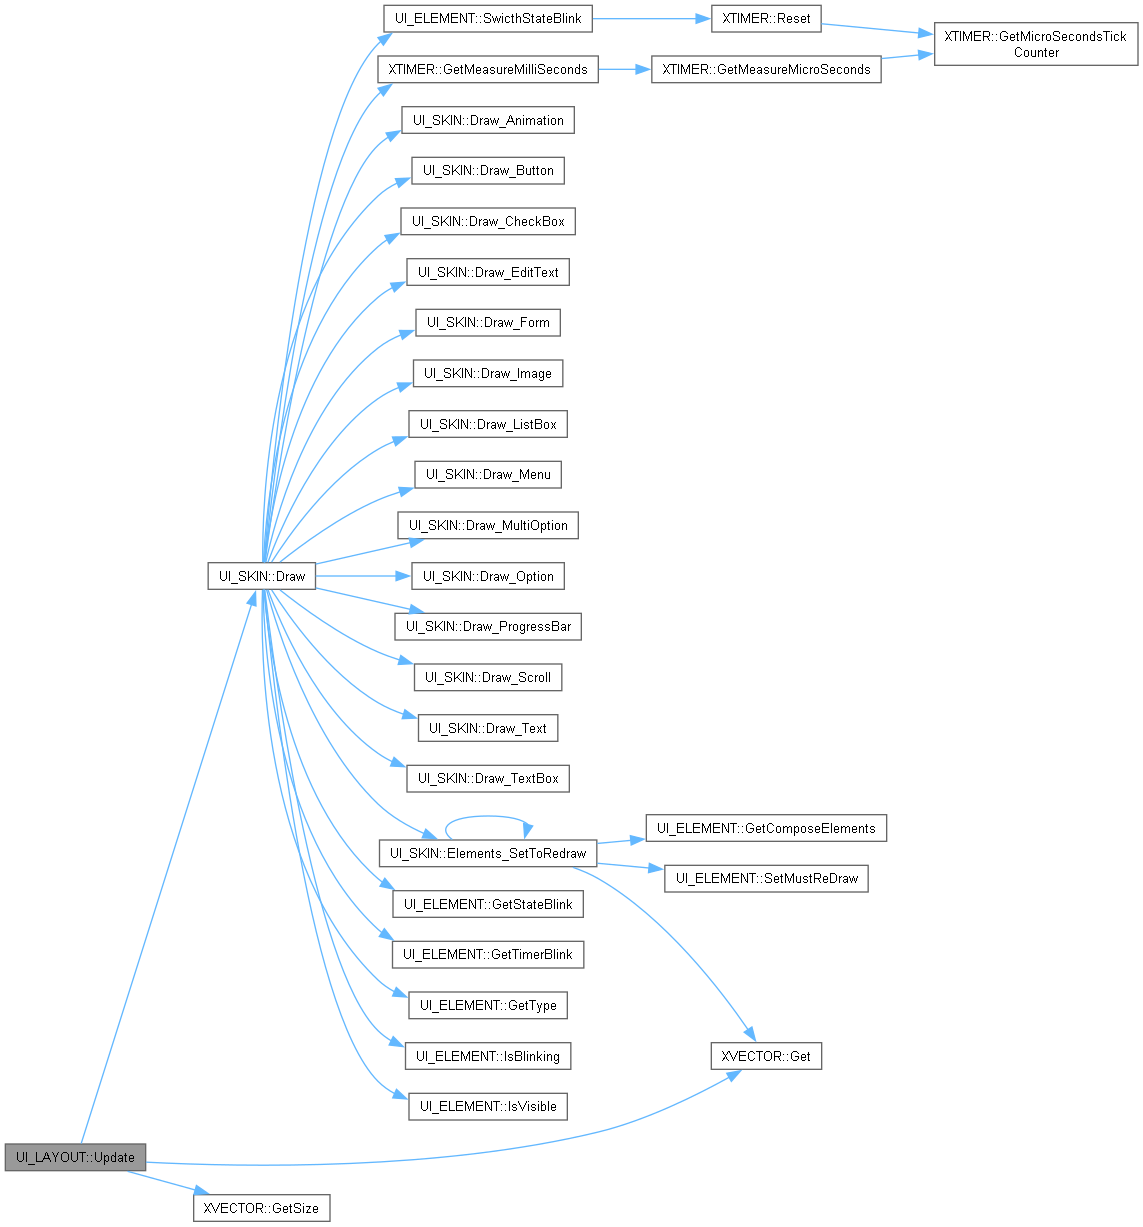 UI_ELEMENT::SwicthStateBlink
XTIMER::Reset
XTIMER::GetMicroSecondsTick
Counter
XTIMER::GetMeasureMilliSeconds
XTIMER::GetMeasureMicroSeconds
UI_SKIN::Draw_Animation
UI_SKIN::Draw_Button
UI_SKIN::Draw_CheckBox
UI_SKIN::Draw_EditText
UI_SKIN::Draw_Form
UI_SKIN::Draw_Image
UI_SKIN::Draw_ListBox
UI_SKIN::Draw_Menu
UI_SKIN::Draw_MultiOption
UI_SKIN::Draw
UI_SKIN::Draw_Option
UI_SKIN::Draw_ProgressBar
UI_SKIN::Draw_Scroll
UI_SKIN::Draw_Text
UI_SKIN::Draw_TextBox
UI_ELEMENT::GetComposeElements
UI_SKIN::Elements_SetToRedraw
UI_ELEMENT::SetMustReDraw
UI_ELEMENT::GetStateBlink
UI_ELEMENT::GetTimerBlink
UI_ELEMENT::GetType
UI_ELEMENT::IsBlinking
XVECTOR::Get
UI_ELEMENT::IsVisible
UI_LAYOUT::Update
XVECTOR::GetSize